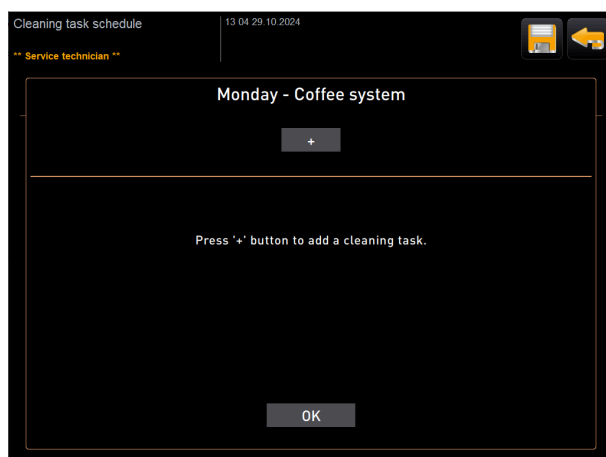 Cleaning task schedule
13 04 29.10.2024
** Service technician **
Monday - Coffee system
+
Press '+' button to add a cleaning task.
OK